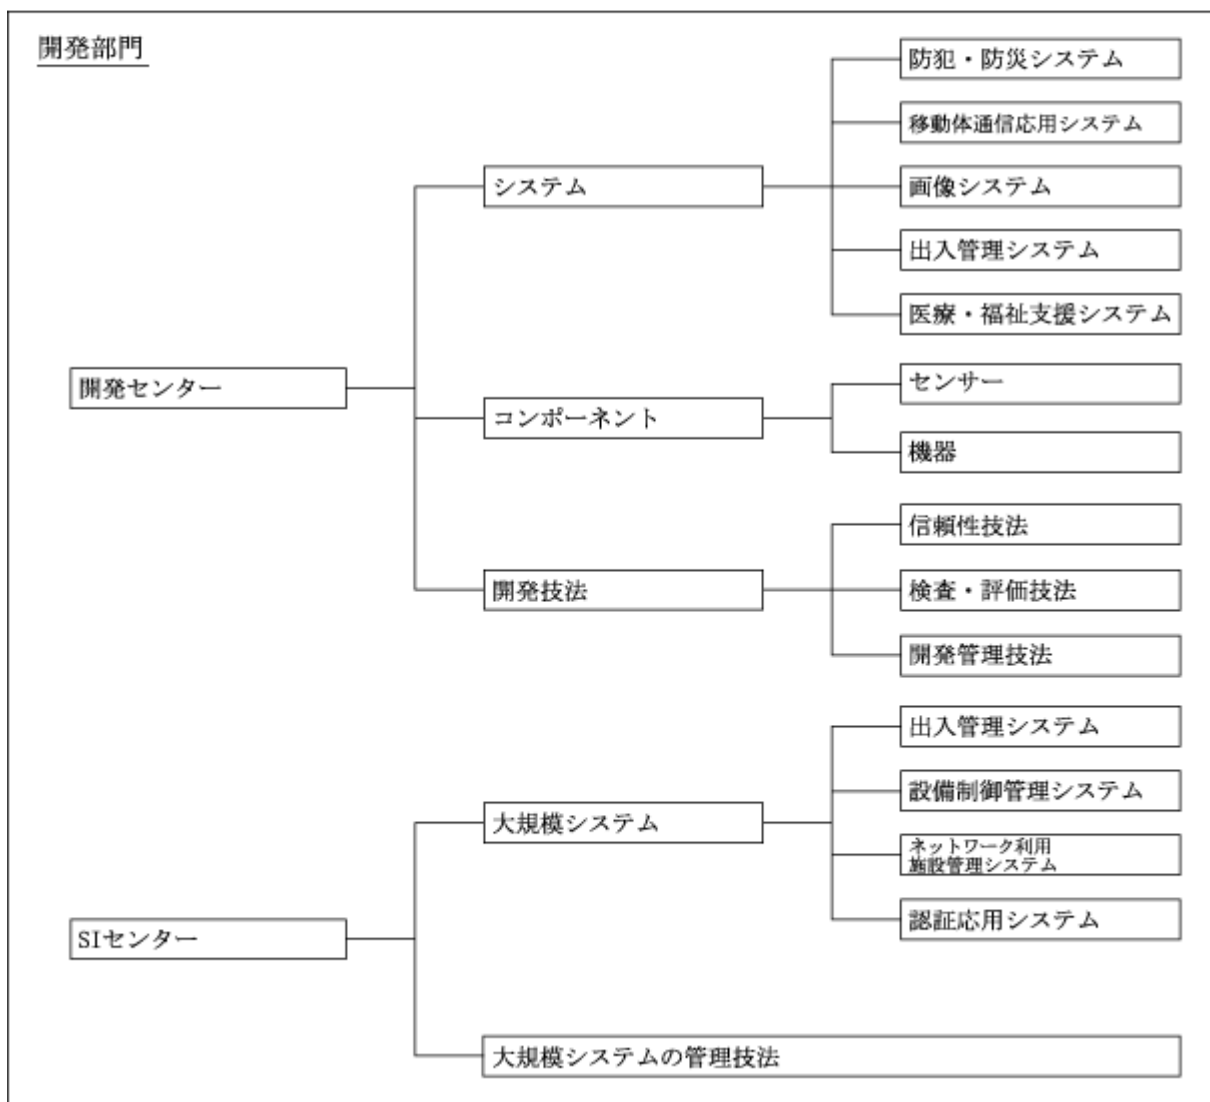 開発部門
開発センター
システム
防犯・防災システム
移動体通信応用システム
画像システム
出入管理システム
医療・福祉支援システム
コンポーネント
センサー
機器
開発技法
信頼性技法
検査・評価技法
開発管理技法
SIセンター
大規模システム
出入管理システム
設備制御管理システム
ネットワーク利用
施設管理システム
認証応用システム
大規模システムの管理技法